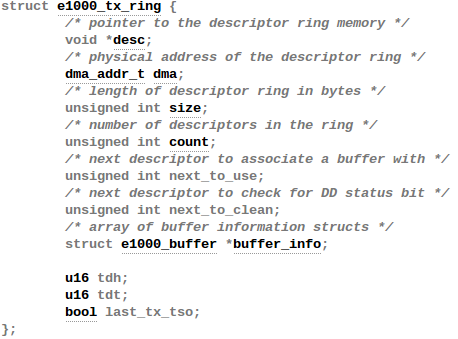 struct e1000_tx_ring {
/* pointer to the descriptor ring memory */
void *desc;
/* physical address of the descriptor ring */
dma_addr_t dma;
/* length of descriptor ring in bytes */
unsigned int size;
/* number of descriptors in the ring */
unsigned int count;
/* next descriptor to associate a buffer with */
unsigned int next_to_use;
/* next descriptor to check for DD status bit */
unsigned int next_to_clean;
/* array of buffer information structs */
struct e1000_buffer *buffer_info;
u16 tdh;
u16 tdt;
bool last_tx_tso;
};